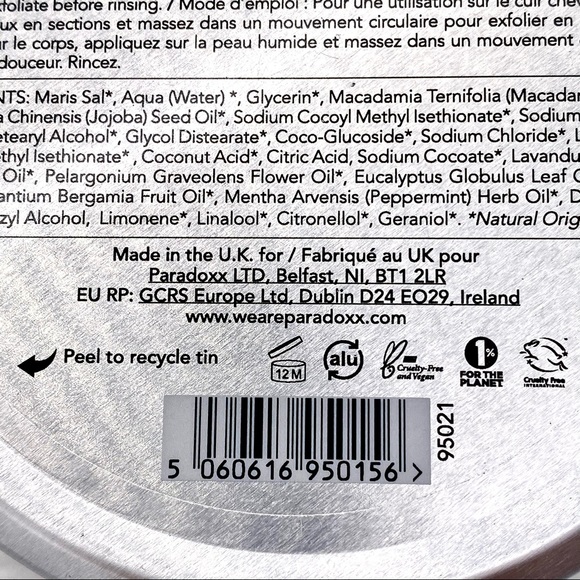 xfoliate before rinsing. / Mode d'emploi : Pour une utilisation sur le cuir chev
ux en sections et massez dans un mouvement circulaire pour exfolier en
ur le corps, appliquez sur la peau humide et massez dans un mouvement
douceur. Rincez.
NTS: Maris Sal*, Aqua (Water) *, Glycerin*, Macadamia Ternifolia (Macadam
a Chinensis (Jojoba) Seed Oil*, Sodium Cocoyl Methyl Isethionate*, Sodium
etearyl Alcohol*, Glycol Distearate*, Coco-Glucoside*, Sodium Chloride*, L
ethyl Isethionate* , Coconut Acid*, Citric Acid, Sodium Cocoate*, Lavandu
Oil*, Pelargonium Graveolens Flower Oil*, Eucalyptus Globulus Leaf O
antium Bergamia Fruit Oil*, Mentha Arvensis (Peppermint) Herb Oil*, D
zyl Alcohol, Limonene*, Linalool*, Citronellol*, Geraniol*. *Natural Orig
Made in the U.K. for / Fabriqué au UK pour
Paradoxx LTD, Belfast, NI, BT1 2LR
EU RP: GCRS Europe Ltd, Dublin D24 EO29, Ireland
www.weareparadoxx.com
Peel to recycle tin
12 M
alu
Cruelty-Free
and Vegan
1%
FOR THE
PLANET
Cruelty Free
INTERNATIONAL
95021
5 060616 950156 >